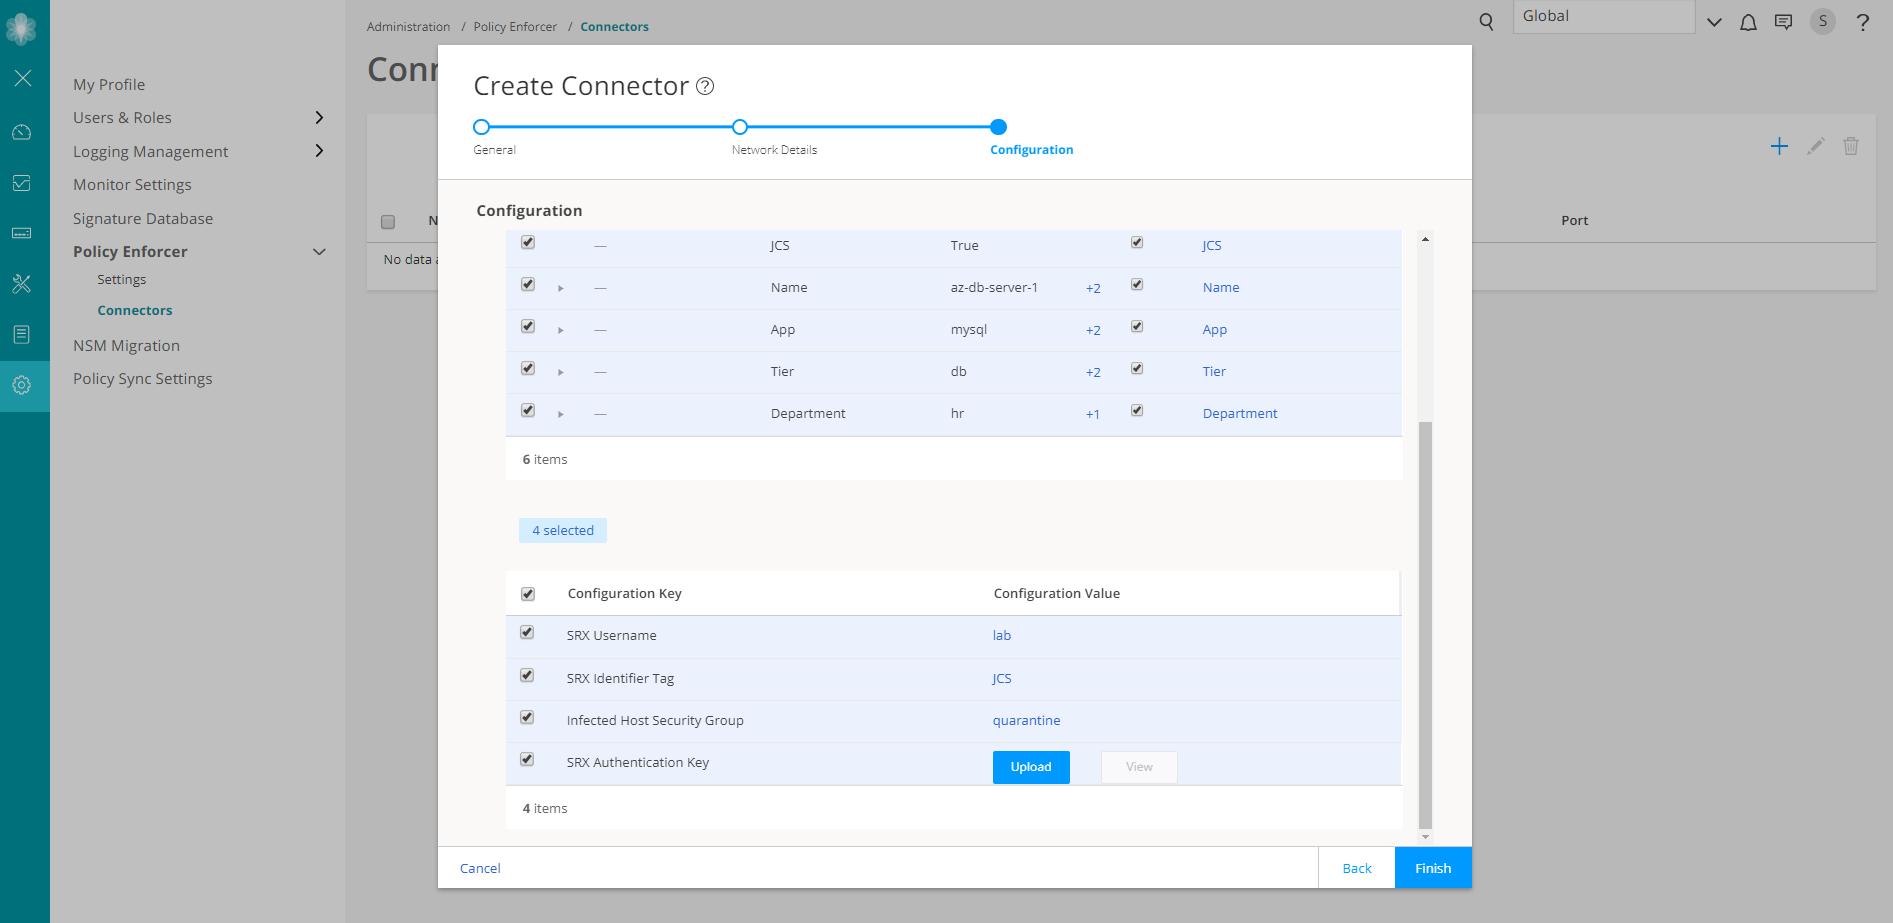 Administration / Policy Enforcer / Connectors
Global
S
?
Conn
My Profile
Users & Roles
Logging Management
Monitor Settings
Signature Database
Policy Enforcer
Settings
Connectors
NSM Migration
Policy Sync Settings
N
Port
No data a
Create Connector ?
General
Network Details
Configuration
Configuration
— JCS True JCS
— Name az-db-server-1 +2 Name
— App mysql +2 App
— Tier db +2 Tier
— Department hr +1 Department
6 items
4 selected
Configuration Key Configuration Value
SRX Username lab
SRX Identifier Tag JCS
Infected Host Security Group quarantine
SRX Authentication Key Upload View
4 items
Cancel Back Finish